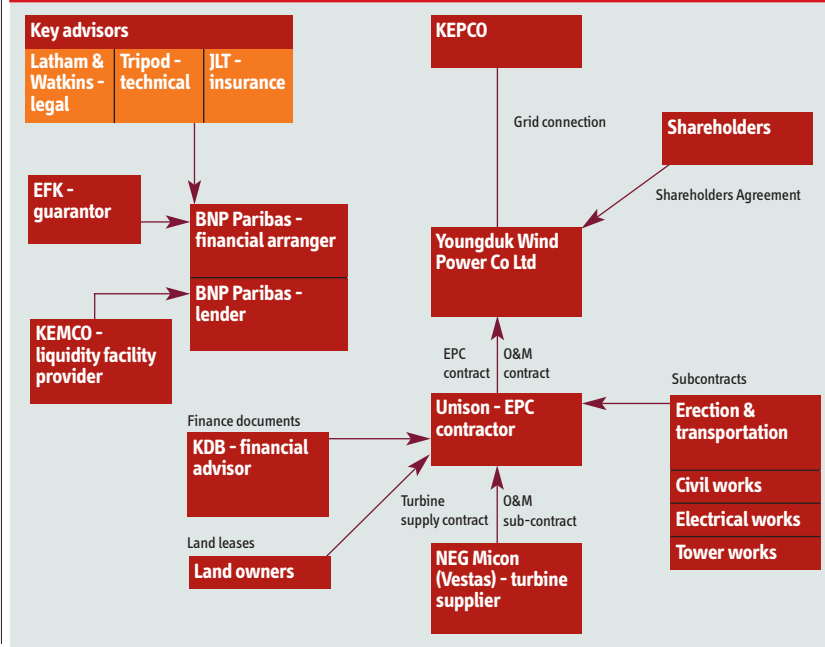 Key advisors
Latham &
Watkins -
legal
Tripod -
technical
JLT -
insurance
KEPCO
Grid connection
Shareholders
Shareholders Agreement
EFK -
guarantor
BNP Paribas -
financial arranger
BNP Paribas -
lender
KEMCO -
liquidity facility
provider
Youngduk Wind
Power Co Ltd
EPC
contract
O&M
contract
Subcontracts
Unison - EPC
contractor
Erection &
transportation
Civil works
Electrical works
Tower works
Finance documents
KDB - financial
advisor
Turbine
supply contract
O&M
sub-contract
Land leases
Land owners
NEG Micon
(Vestas) - turbine
supplier